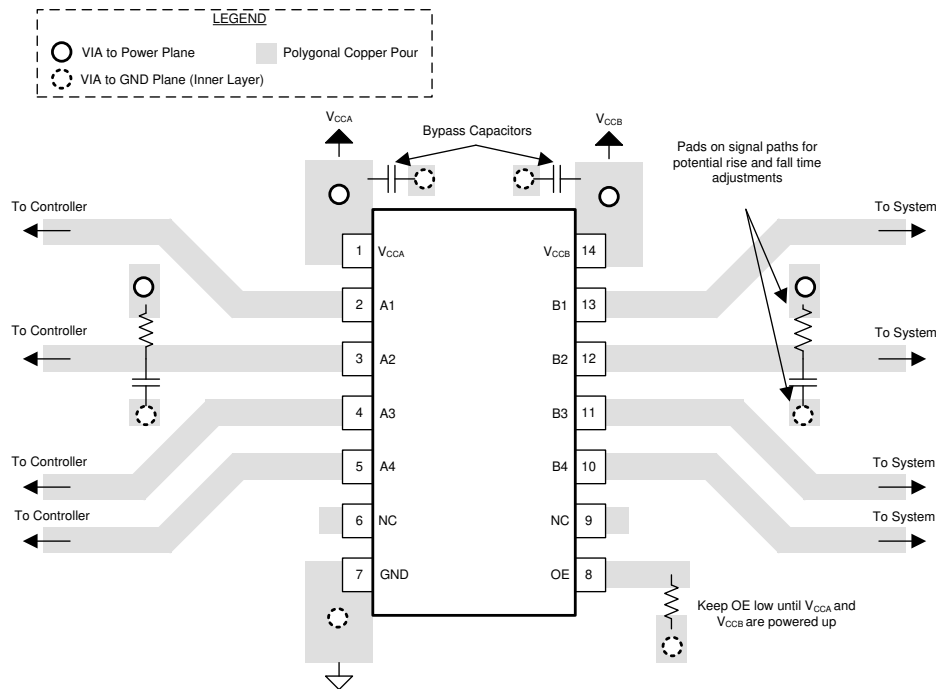 LEGEND
VIA to Power Plane
Polygonal Copper Pour
VIA to GND Plane (Inner Layer)
VCCA
Bypass Capacitors
VCCB
Pads on signal paths for
potential rise and fall time
adjustments
To Controller
To System
1
VCCA
VCCB
14
2
A1
B1
13
To Controller
To System
3
A2
B2
12
4
A3
B3
11
To Controller
To System
5
A4
B4
10
To Controller
To System
6
NC
NC
9
7
GND
OE
8
Keep OE low until VCCA and
VCCB are powered up